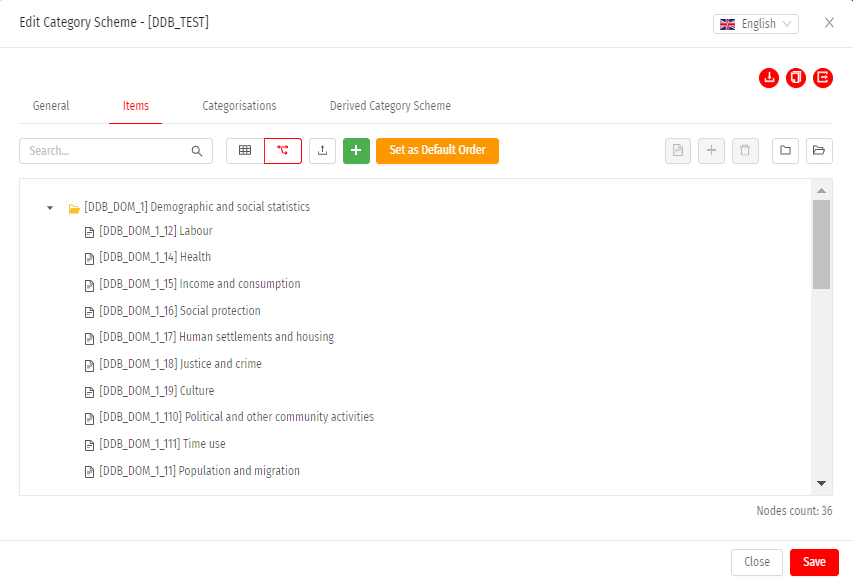 Edit Category Scheme - [DDB_TEST]
English
General Items Categorisations Derived Category Scheme
Search... Set as Default Order
[DDB_DOM_1] Demographic and social statistics
[DDB_DOM_1_12] Labour
[DDB_DOM_1_14] Health
[DDB_DOM_1_15] Income and consumption
[DDB_DOM_1_16] Social protection
[DDB_DOM_1_17] Human settlements and housing
[DDB_DOM_1_18] Justice and crime
[DDB_DOM_1_19] Culture
[DDB_DOM_1_110] Political and other community activities
[DDB_DOM_1_111] Time use
[DDB_DOM_1_11] Population and migration
Nodes count: 36
Close Save